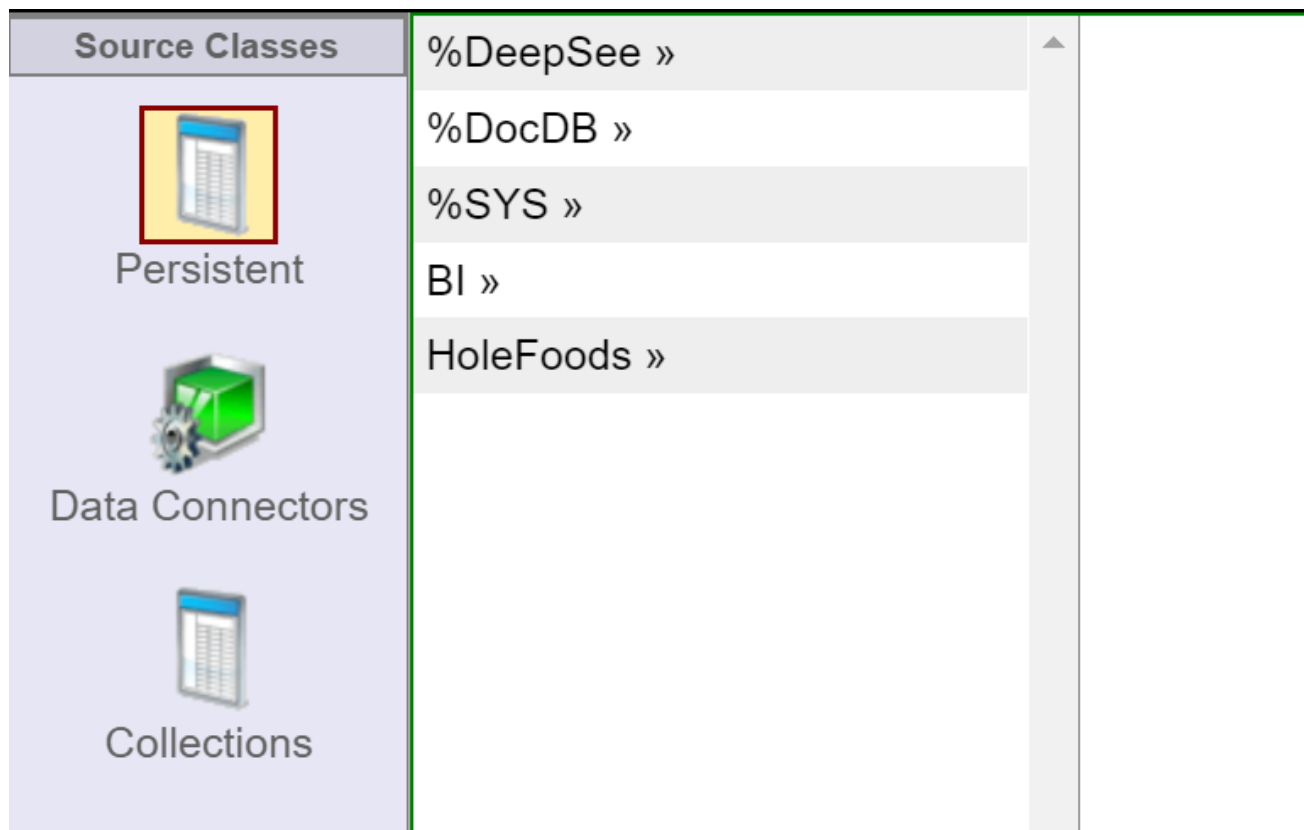 Source Classes
Persistent
Data Connectors
Collections
%DeepSee »
%DocDB »
%SYS »
BI »
HoleFoods »